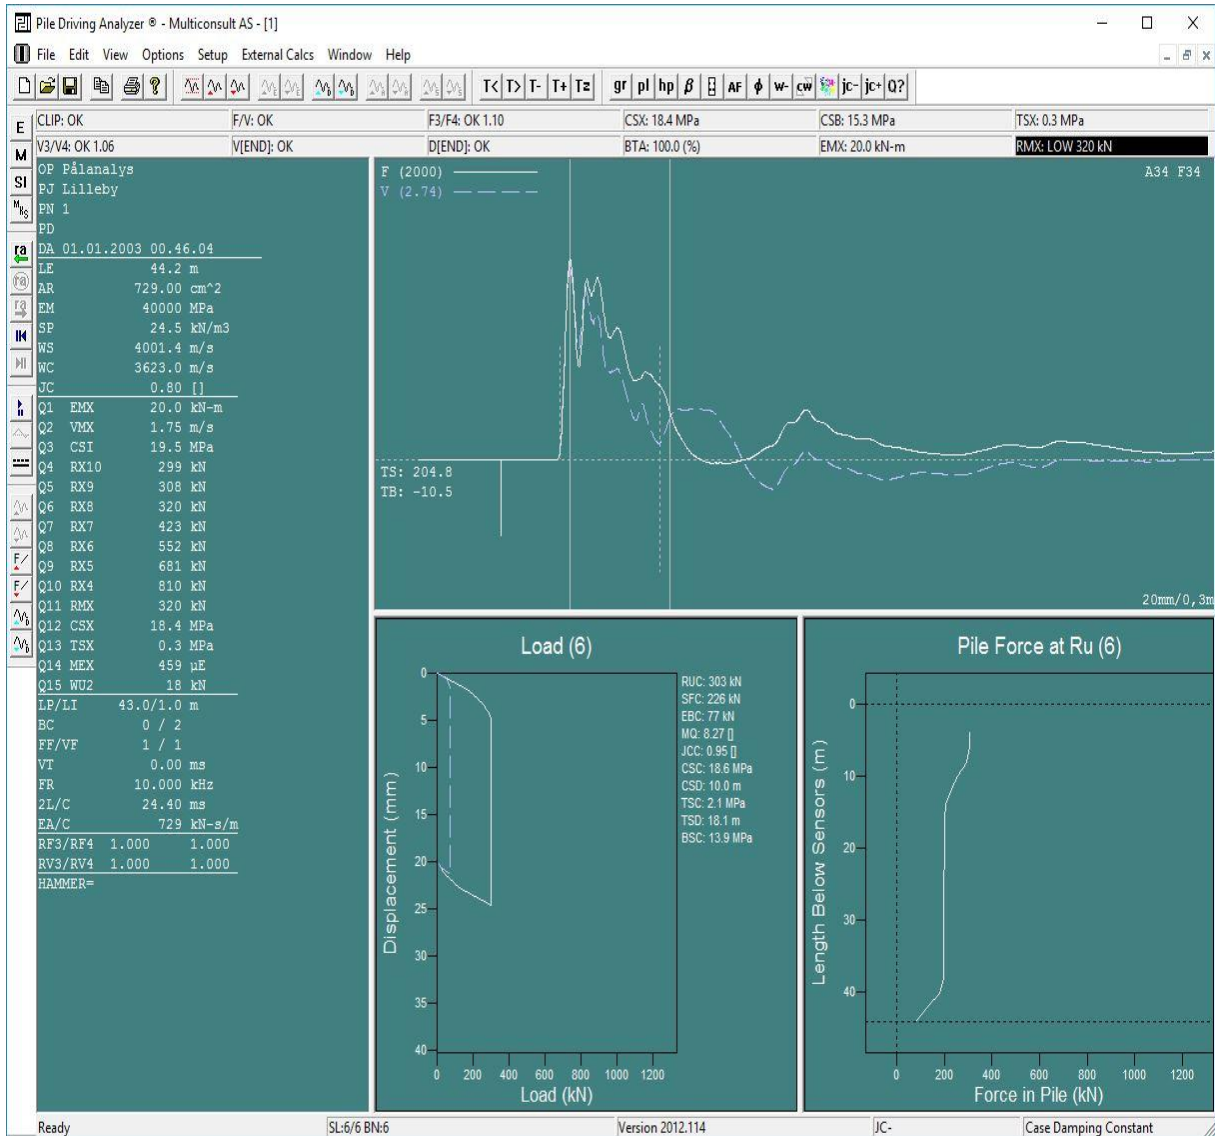 Pile Driving Analyzer ® - Multiconsult AS - [1]
File Edit View Options Setup External Calcs Window Help
T< T> T- T+ Tz gr pl hp β AF ϕ w- cw jc- jc+ Q?
CLIP: OK F/V: OK F3/F4: OK 1.10 CSX: 18.4 MPa CSB: 15.3 MPa TSX: 0.3 MPa
V3/V4: OK 1.06 V[END]: OK D[END]: OK BTA: 100.0 (%) EMX: 20.0 kN-m RMX: LOW 320 kN
E
M
SI
MKS
ra
ra
ra
OP Pålanalys
PJ Lilleby
PN 1
PD
DA 01.01.2003 00.46.04
LE 44.2 m
AR 729.00 cm^2
EM 40000 MPa
SP 24.5 kN/m3
WS 4001.4 m/s
WC 3623.0 m/s
JC 0.80 []
Q1 EMX 20.0 kN-m
Q2 VMX 1.75 m/s
Q3 CSI 19.5 MPa
Q4 RX10 299 kN
Q5 RX9 308 kN
Q6 RX8 320 kN
Q7 RX7 423 kN
Q8 RX6 552 kN
Q9 RX5 681 kN
Q10 RX4 810 kN
Q11 RMX 320 kN
Q12 CSX 18.4 MPa
Q13 TSX 0.3 MPa
Q14 MEX 459 µE
Q15 WU2 18 kN
LP/LI 43.0/1.0 m
BC 0 / 2
FF/VF 1 / 1
VT 0.00 ms
FR 10.000 kHz
2L/C 24.40 ms
EA/C 729 kN-s/m
RF3/RF4 1.000 1.000
RV3/RV4 1.000 1.000
HAMMER=
F (2000)
V (2.74)
A34 F34
TS: 204.8
TB: -10.5
20mm/0,3m
Load (6)
RUC: 303 kN
SFC: 226 kN
EBC: 77 kN
MQ: 8.27 []
JCC: 0.95 []
CSC: 18.6 MPa
CSD: 10.0 m
TSC: 2.1 MPa
TSD: 18.1 m
BSC: 13.9 MPa
Displacement (mm)
0
5
10
15
20
25
30
35
40
0 200 400 600 800 1000 1200
Load (kN)
Pile Force at Ru (6)
Length Below Sensors (m)
0
10
20
30
40
0 200 400 600 800 1000 1200
Force in Pile (kN)
Ready SL:6/6 BN:6 Version 2012.114 JC- Case Damping Constant